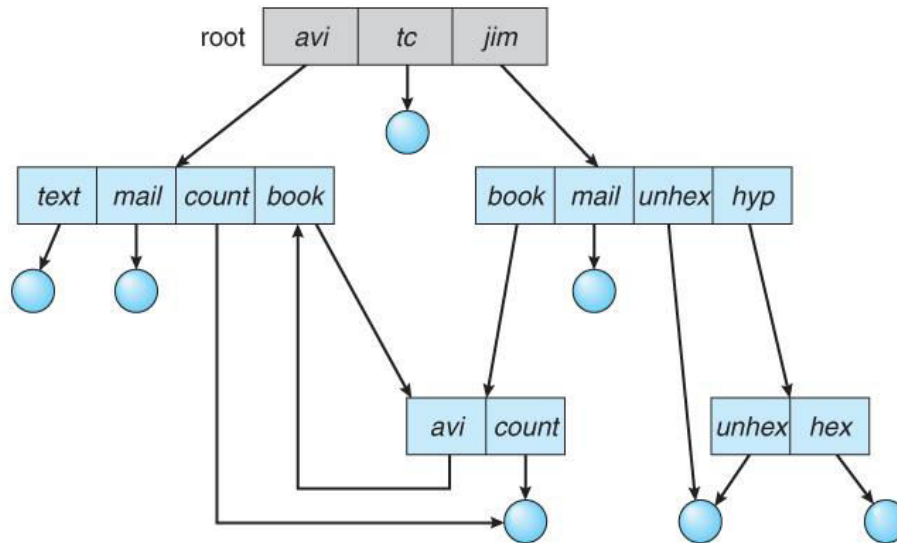 root avi tc jim
text mail count book book mail unhex hyp
avi count unhex hex